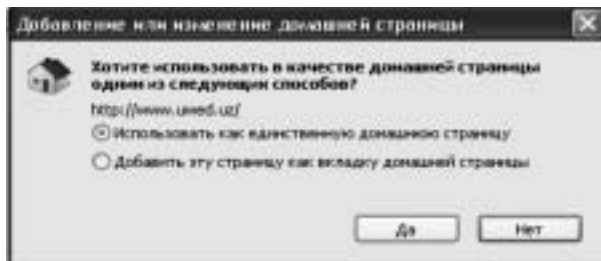 Добавление или изменение домашней страницы
Хотите использовать в качестве домашней страницы
одним из следующих способов?
http://www.uwed.uz/
Использовать как единственную домашнюю страницу
Добавить эту страницу как вкладку домашней страницы
Да
Нет